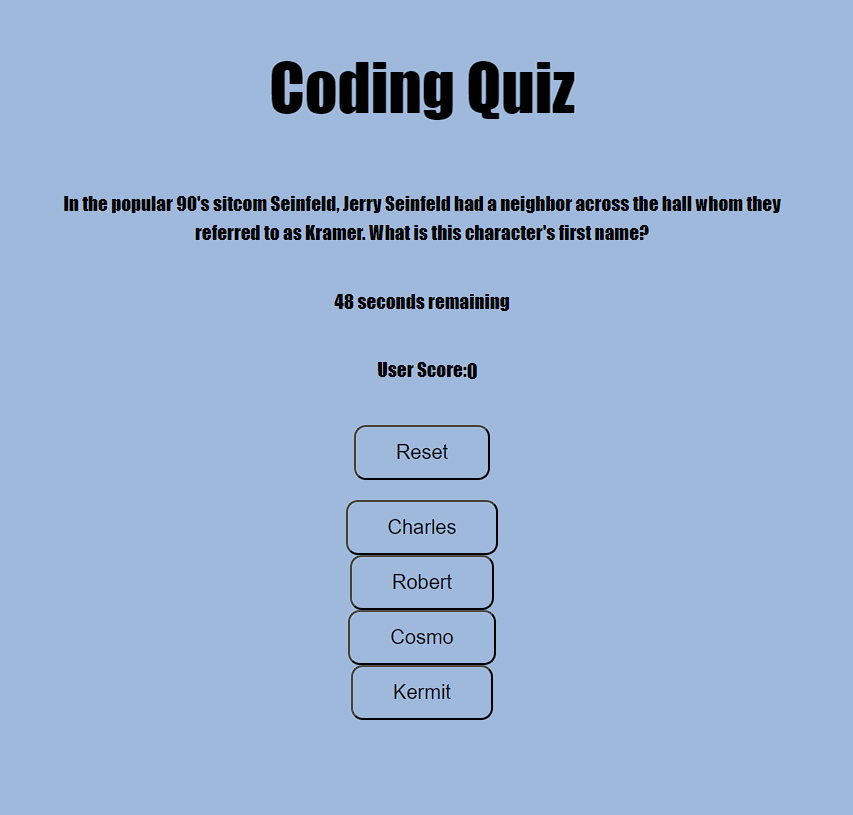 Coding Quiz
In the popular 90's sitcom Seinfeld, Jerry Seinfeld had a neighbor across the hall whom they
referred to as Kramer. What is this character's first name?
48 seconds remaining
User Score:0
Reset
Charles
Robert
Cosmo
Kermit